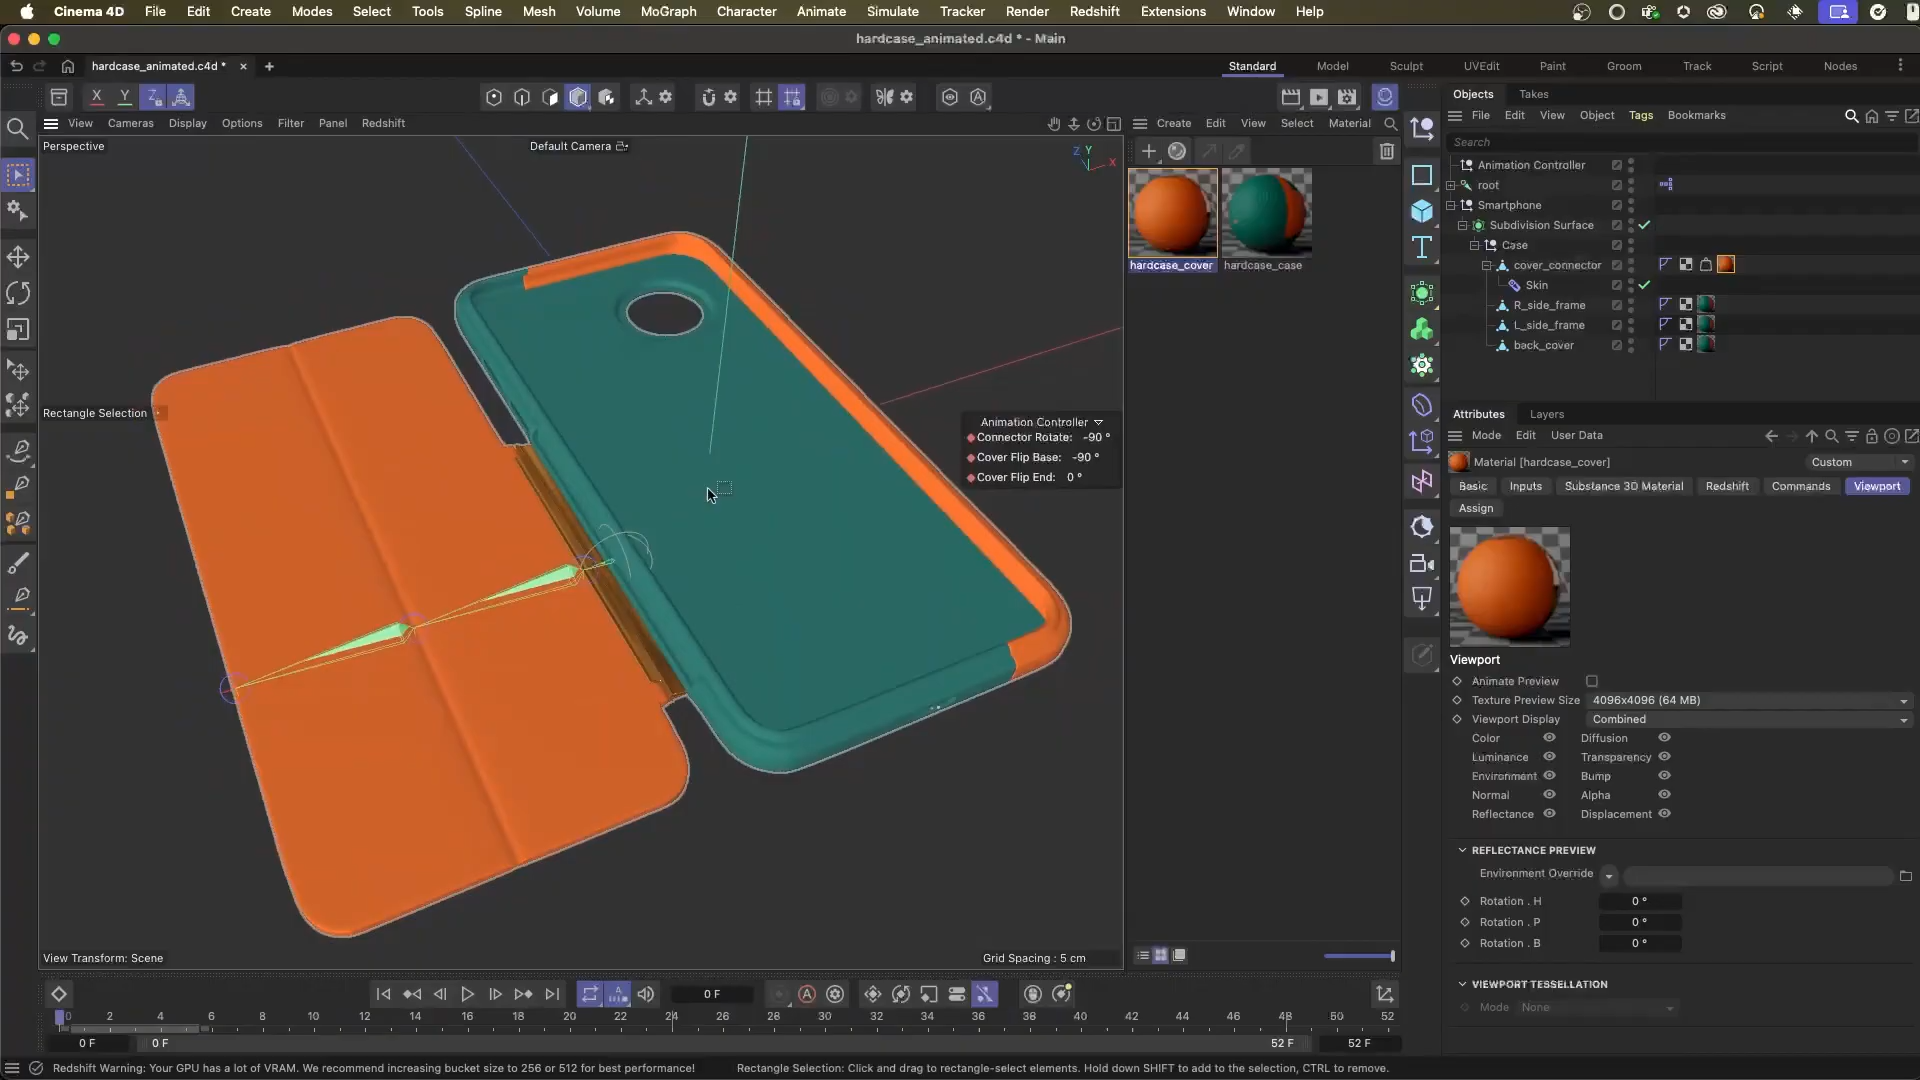 Cinema 4D File Edit Create Modes Select Tools Spline Mesh Volume MoGraph Character Animate Simulate Tracker Render Redshift Extensions Window Help
hardcase_animated.c4d * - Main
hardcase_animated.c4d * × +
Standard Model Sculpt UVEdit Paint Groom Track Script Nodes
X Y Z
Objects Takes
File Edit View Object Tags Bookmarks
View Cameras Display Options Filter Panel Redshift
Create Edit View Select Material
Search
Perspective
Default Camera
Z Y X
Animation Controller
root
Smartphone
Subdivision Surface
Case
cover_connector
Skin
R_side_frame
L_side_frame
back_cover
hardcase_cover hardcase_case
Rectangle Selection
Animation Controller
Connector Rotate: -90 °
Cover Flip Base: -90 °
Cover Flip End: 0 °
Attributes Layers
Mode Edit User Data
Material [hardcase_cover] Custom
Basic Inputs Substance 3D Material Redshift Commands Viewport
Assign
Viewport
Animate Preview
Texture Preview Size 4096x4096 (64 MB)
Viewport Display Combined
Color Diffusion
Luminance Transparency
Environment Bump
Normal Alpha
Reflectance Displacement
REFLECTANCE PREVIEW
Environment Override
Rotation . H 0 °
Rotation . P 0 °
Rotation . B 0 °
VIEWPORT TESSELLATION
Mode None
View Transform: Scene
Grid Spacing : 5 cm
0 F
0 2 4 6 8 10 12 14 16 18 20 22 24 26 28 30 32 34 36 38 40 42 44 46 48 50 52
0 F 0 F 52 F 52 F
Redshift Warning: Your GPU has a lot of VRAM. We recommend increasing bucket size to 256 or 512 for best performance!
Rectangle Selection: Click and drag to rectangle-select elements. Hold down SHIFT to add to the selection, CTRL to remove.